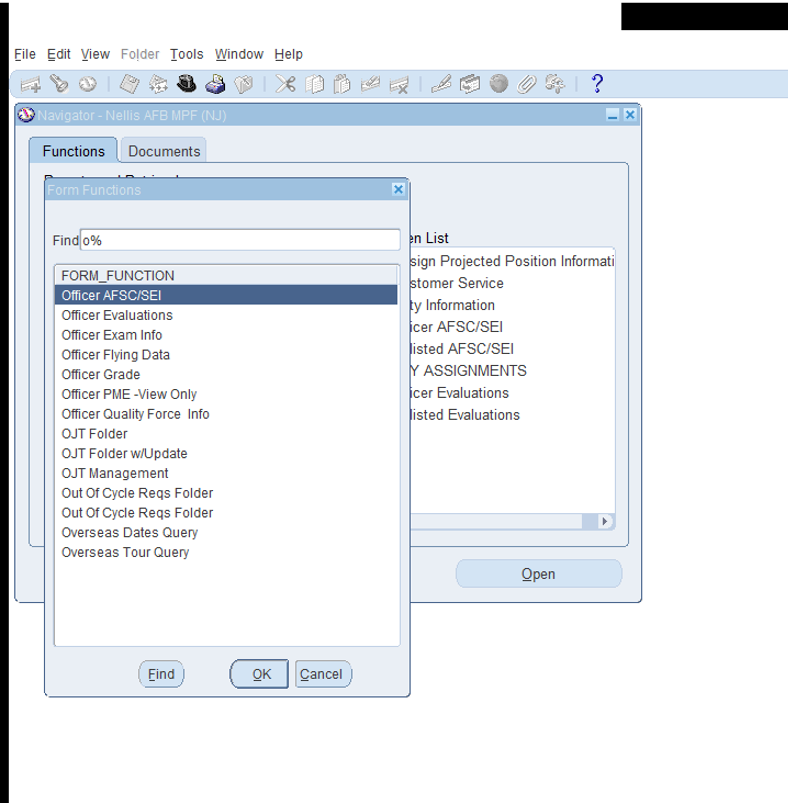 File Edit View Folder Tools Window Help
?
Navigator - Nellis AFB MPF (NJ)
Functions Documents
Form Functions
Find o%
en List
FORM_FUNCTION
Officer AFSC/SEI
Officer Evaluations
Officer Exam Info
Officer Flying Data
Officer Grade
Officer PME -View Only
Officer Quality Force Info
OJT Folder
OJT Folder w/Update
OJT Management
Out Of Cycle Reqs Folder
Out Of Cycle Reqs Folder
Overseas Dates Query
Overseas Tour Query
sign Projected Position Informati
stomer Service
ty Information
icer AFSC/SEI
listed AFSC/SEI
Y ASSIGNMENTS
icer Evaluations
listed Evaluations
Open
Find OK Cancel